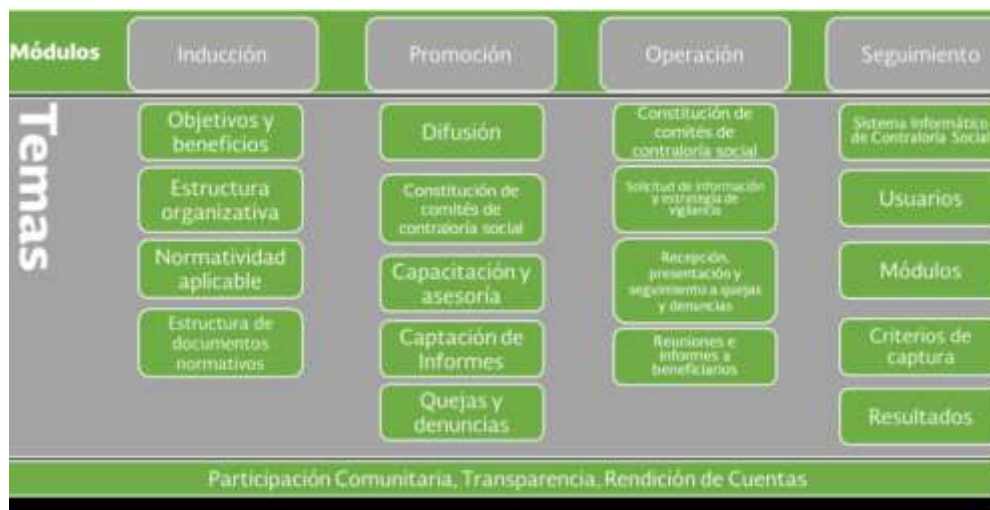 Módulos
Inducción
Promoción
Operación
Seguimiento
Temas
Objetivos y
beneficios
Estructura
organizativa
Normatividad
aplicable
Estructura de
documentos
normativos
Difusión
Constitución de
comités de
contraloría social
Capacitación y
asesoría
Captación de
Informes
Quejas y
denuncias
Constitución de
comités de
contraloría social
Solicitud de información
y estrategia de
vigilancia
Recepción,
presentación y
seguimiento a quejas
y denuncias
Reuniones e
informes a
beneficiarios
Sistema Informático
de Contraloría Social
Usuarios
Módulos
Criterios de
captura
Resultados
Participación Comunitaria, Transparencia, Rendición de Cuentas